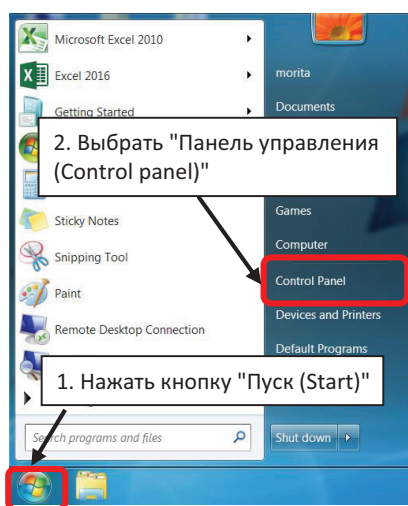 Microsoft Excel 2010
Excel 2016
Getting Started
morita
Documents
2. Выбрать "Панель управления
(Control panel)"
Sticky Notes
Snipping Tool
Paint
Remote Desktop Connection
Games
Computer
Control Panel
Devices and Printers
Default Programs
1. Нажать кнопку "Пуск (Start)"
Search programs and files
Shut down